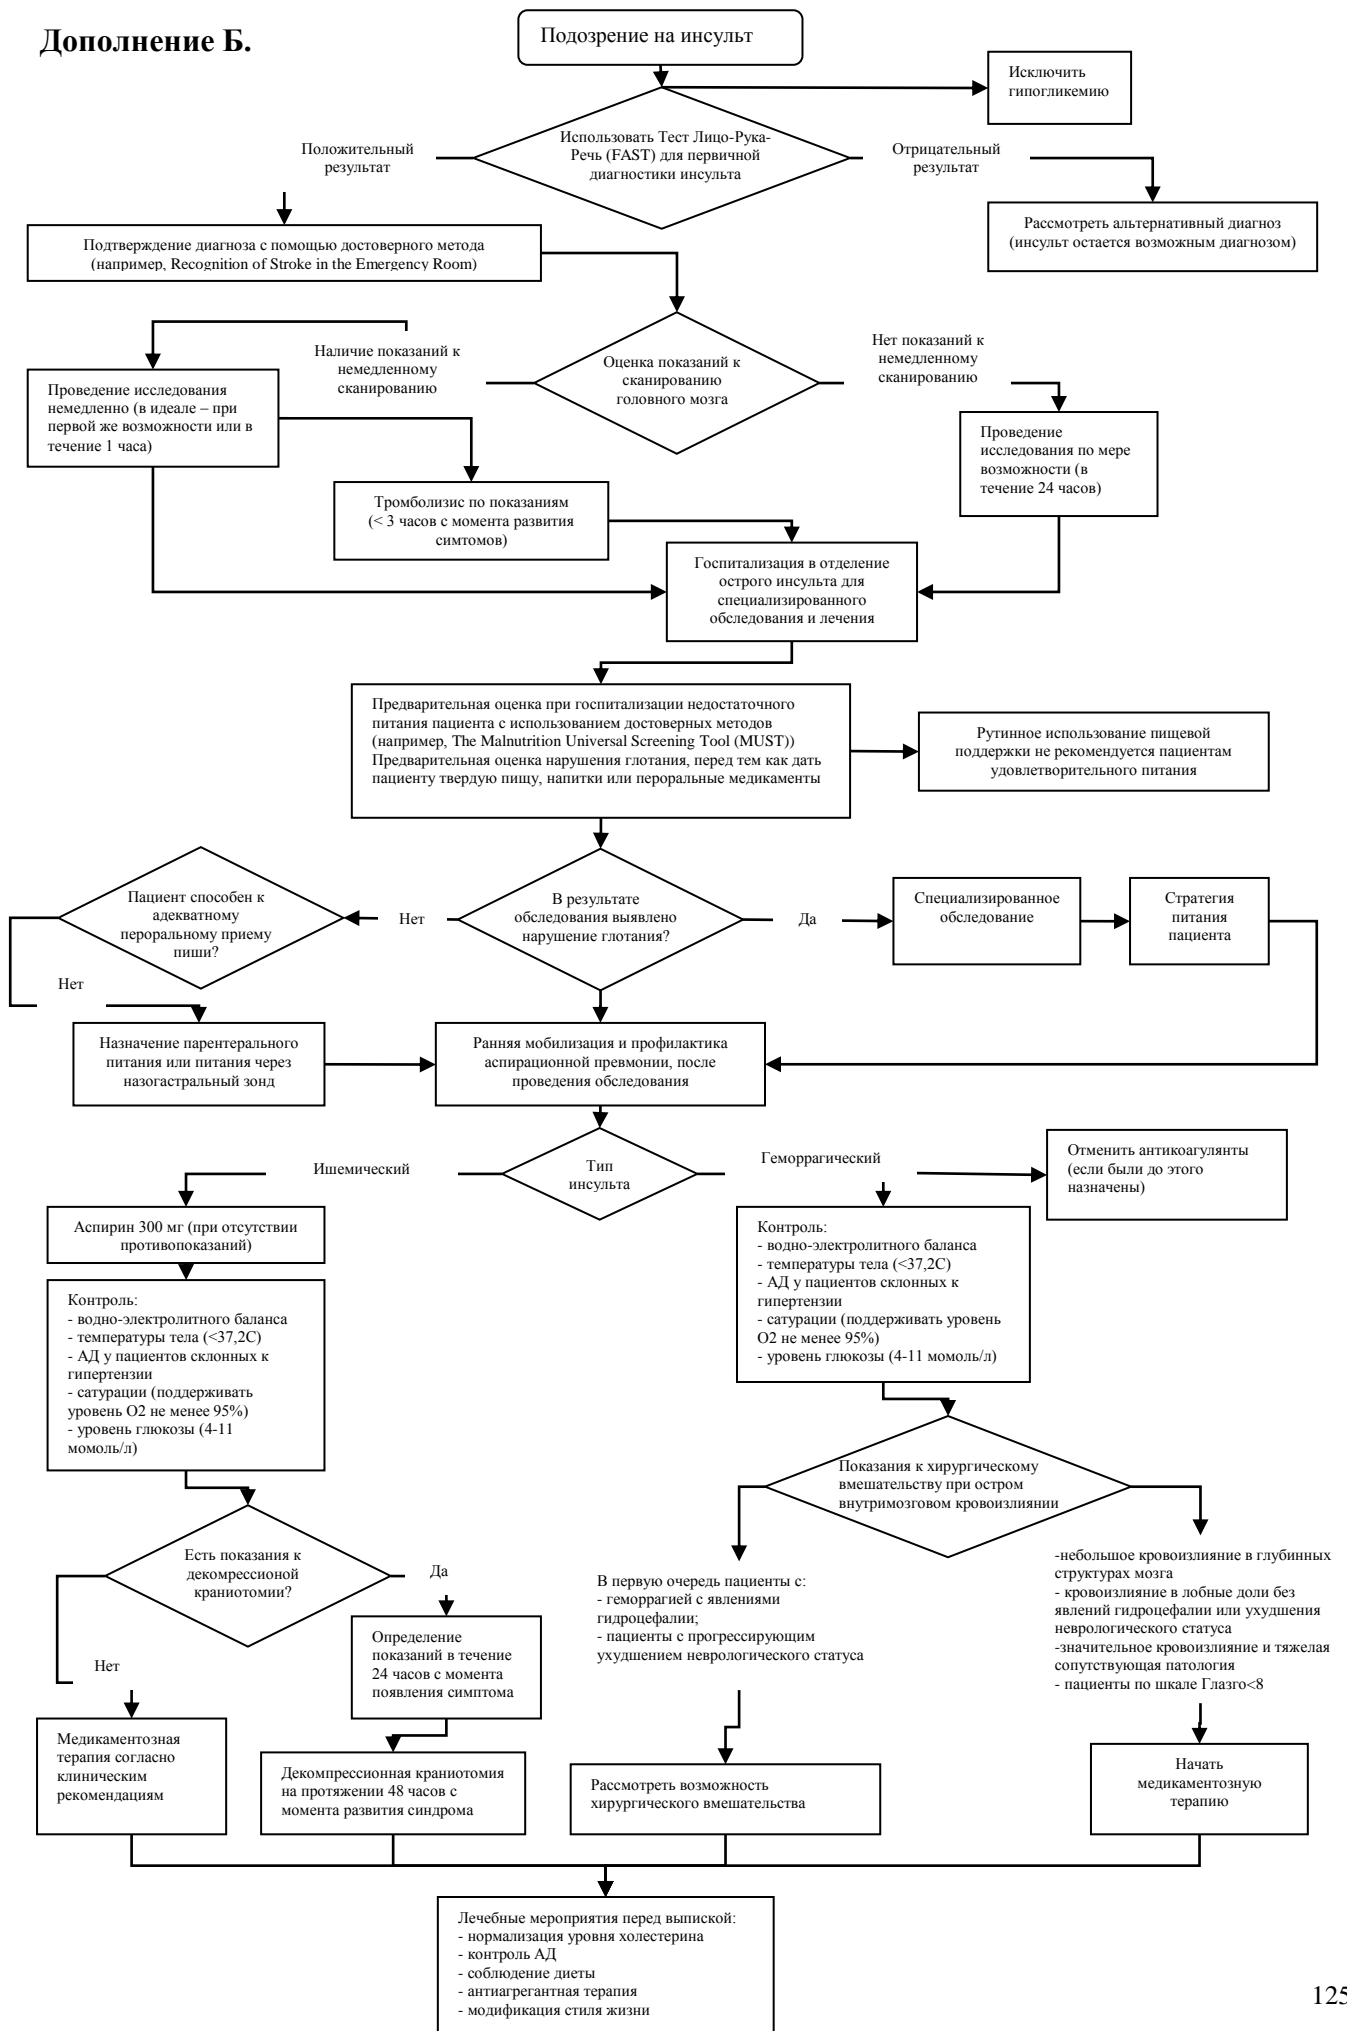 Дополнение Б.
Подозрение на инсульт
Исключить
гипогликемию
Использовать Тест Лицо-Рука-
Речь (FAST) для первичной
диагностики инсульта
Положительный
результат
Отрицательный
результат
Подтверждение диагноза с помощью достоверного метода
(например, Recognition of Stroke in the Emergency Room)
Рассмотреть альтернативный диагноз
(инсульт остается возможным диагнозом)
Наличие показаний к
немедленному
сканированию
Оценка показаний к
сканированию
головного мозга
Нет показаний к
немедленному
сканированию
Проведение исследования
немедленно (в идеале – при
первой же возможности или в
течение 1 часа)
Проведение
исследования по мере
возможности (в
течение 24 часов)
Тромболизис по показаниям
(< 3 часов с момента развития
симтомов)
Госпитализация в отделение
острого инсульта для
специализированного
обследования и лечения
Предварительная оценка при госпитализации недостаточного
питания пациента с использованием достоверных методов
(например, The Malnutrition Universal Screening Tool (MUST))
Предварительная оценка нарушения глотания, перед тем как дать
пациенту твердую пищу, напитки или пероральные медикаменты
Рутинное использование пищевой
поддержки не рекомендуется пациентам
удовлетворительного питания
Пациент способен к
адекватному
пероральному приему
пиши?
Нет
В результате
обследования выявлено
нарушение глотания?
Да
Специализированное
обследование
Стратегия
питания
пациента
Нет
Назначение парентерального
питания или питания через
назогастральный зонд
Ранняя мобилизация и профилактика
аспирационной превмонии, после
проведения обследования
Ишемический
Тип
инсульта
Геморрагический
Отменить антикоагулянты
(если были до этого
назначены)
Аспирин 300 мг (при отсутствии
противопоказаний)
Контроль:
- водно-электролитного баланса
- температуры тела (<37,2С)
- АД у пациентов склонных к
гипертензии
- сатурации (поддерживать
уровень О2 не менее 95%)
- уровень глюкозы (4-11
момоль/л)
Контроль:
- водно-электролитного баланса
- температуры тела (<37,2С)
- АД у пациентов склонных к
гипертензии
- сатурации (поддерживать уровень
О2 не менее 95%)
- уровень глюкозы (4-11 момоль/л)
Показания к хирургическому
вмешательству при остром
внутримозговом кровоизлиянии
Есть показания к
декомрессионой
краниотомии?
Да
Нет
Определение
показаний в течение
24 часов с момента
появления симптома
В первую очередь пациенты с:
- геморрагией с явлениями
гидроцефалии;
- пациенты с прогрессирующим
ухудшением неврологического статуса
-небольшое кровоизлияние в глубинных
структурах мозга
- кровоизлияние в лобные доли без
явлений гидроцефалии или ухудшения
неврологического статуса
-значительное кровоизлияние и тяжелая
сопутствующая патология
- пациенты по шкале Глазго<8
Медикаментозная
терапия согласно
клиническим
рекомендациям
Декомпрессионная краниотомия
на протяжении 48 часов с
момента развития синдрома
Рассмотреть возможность
хирургического вмешательства
Начать
медикаментозную
терапию
Лечебные мероприятия перед выпиской:
- нормализация уровня холестерина
- контроль АД
- соблюдение диеты
- антиагрегантная терапия
- модификация стиля жизни
125